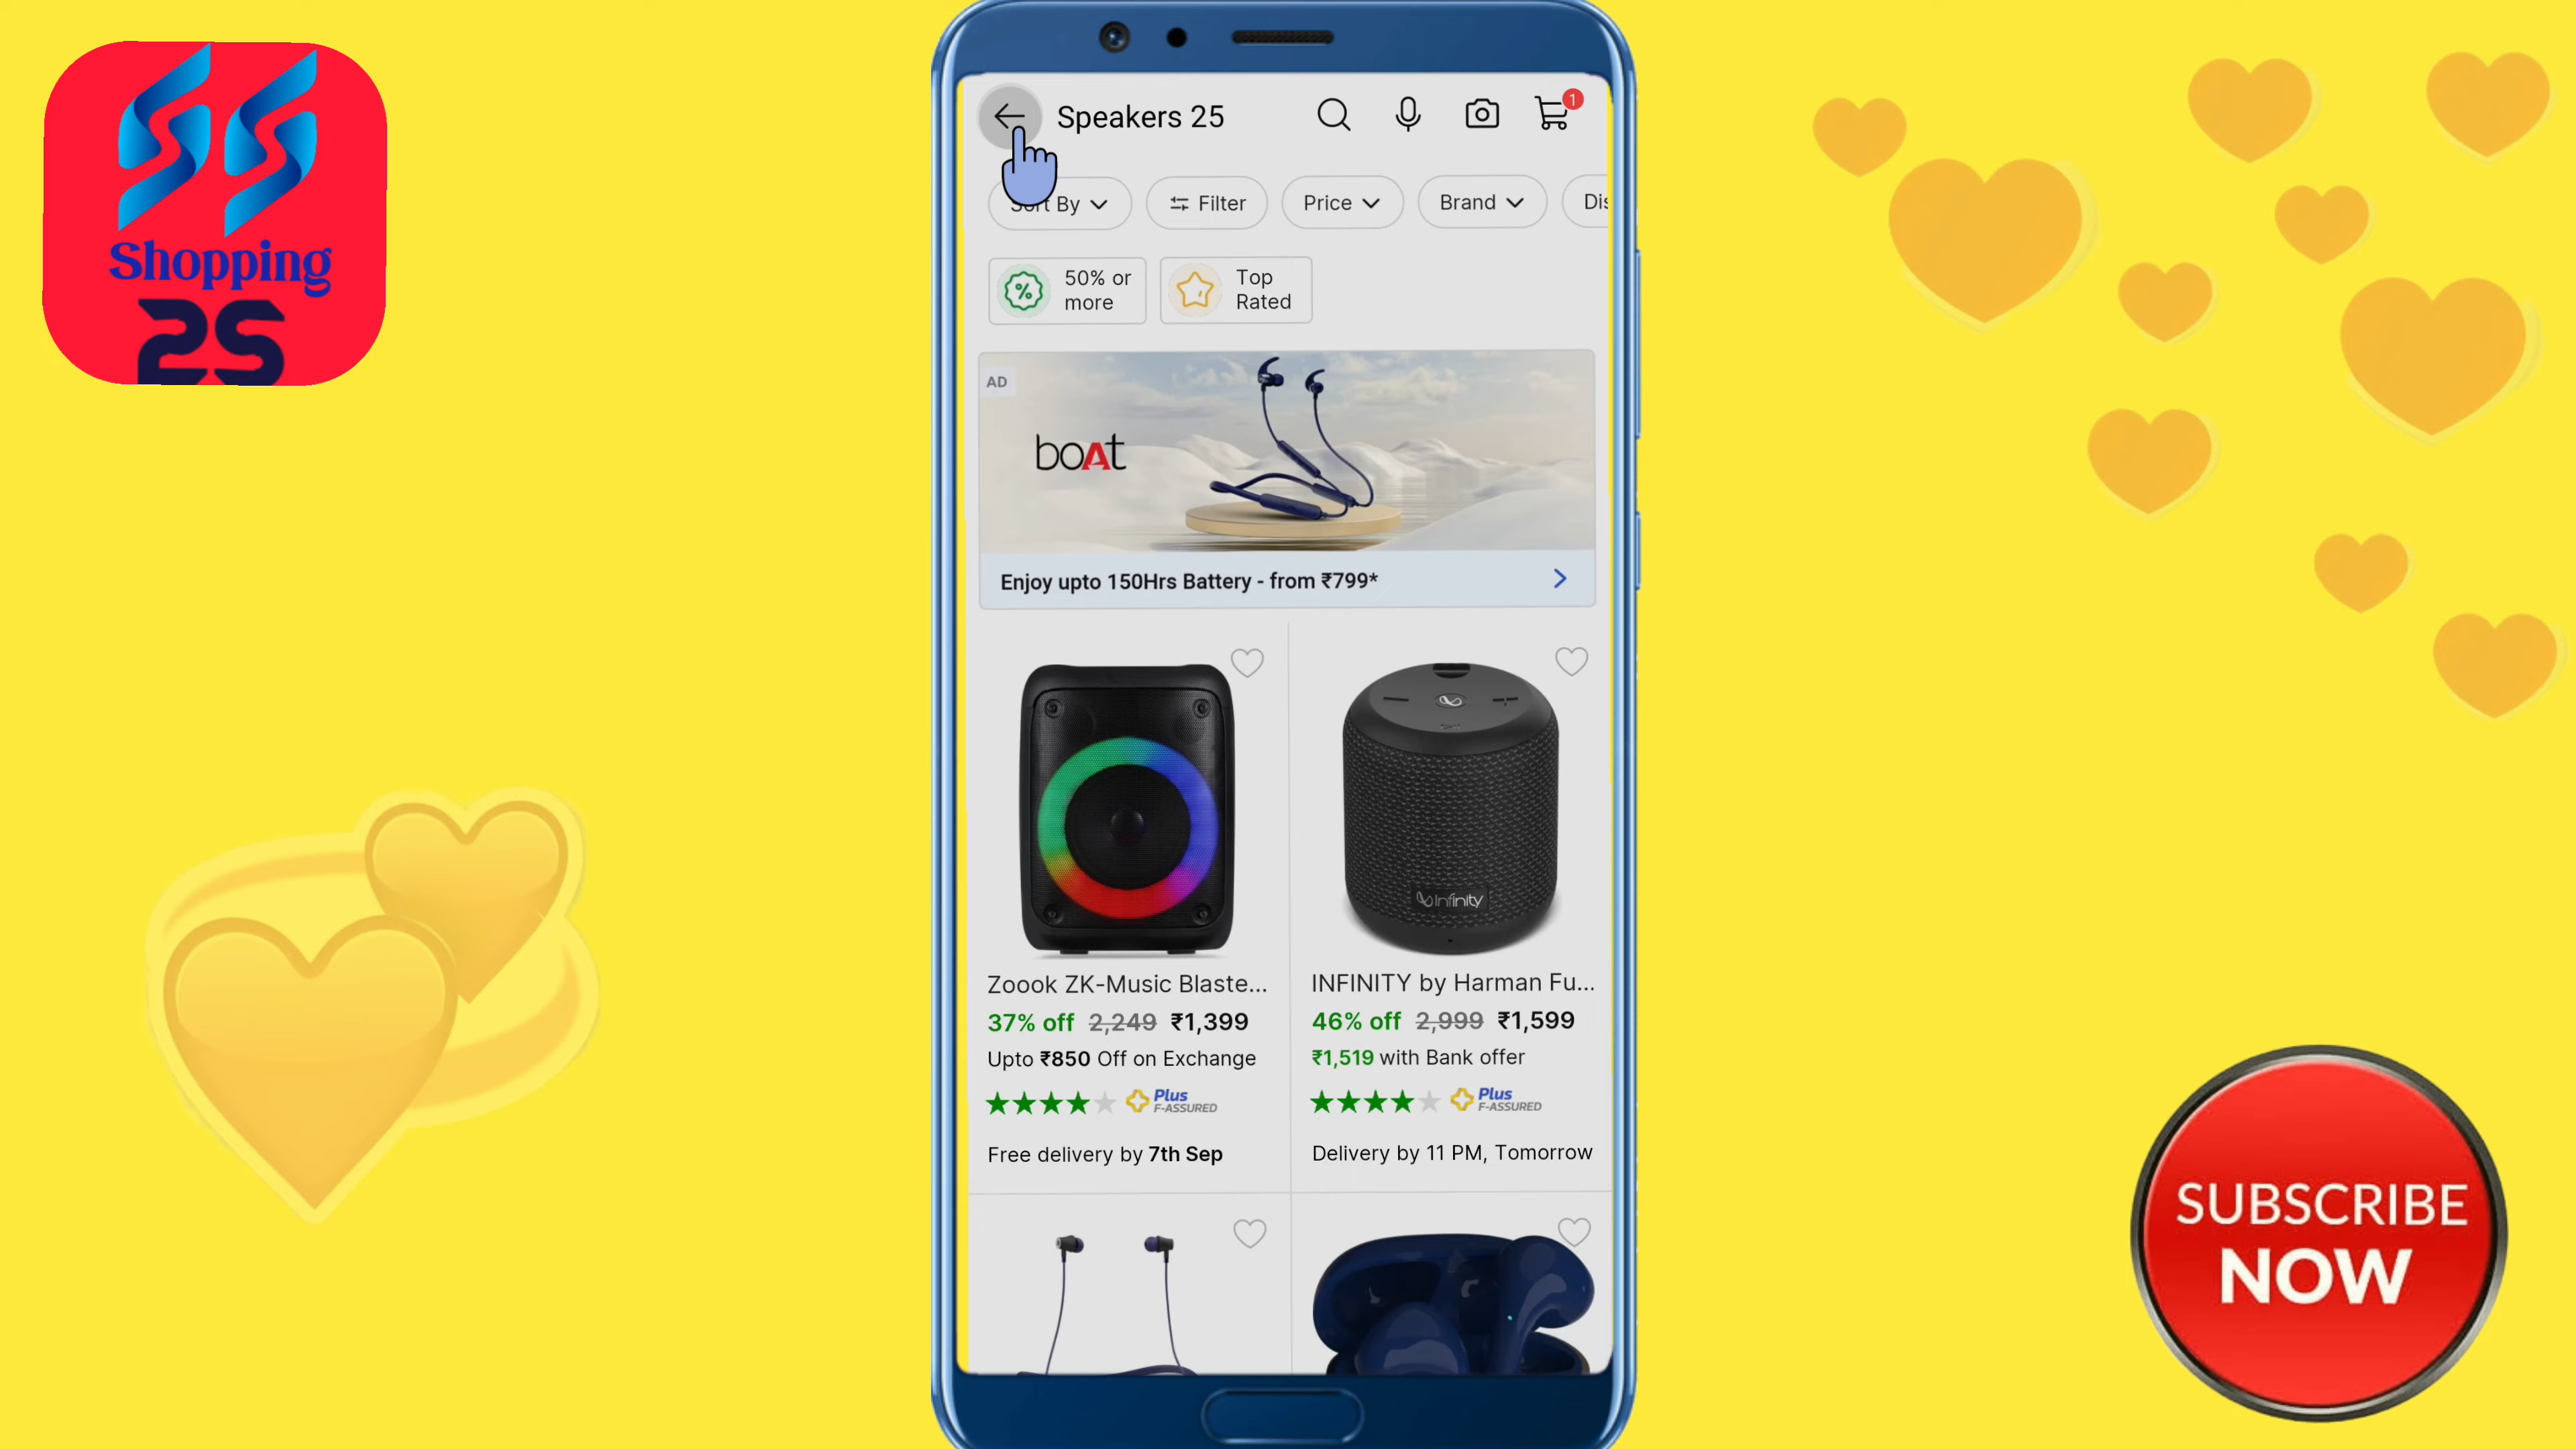 Shopping
25
Speakers 25
1
Sort By
Filter
Price
Brand
Dis
50% or
more
Top
Rated
AD
boAt
Enjoy upto 150Hrs Battery - from ₹799*
Infinity
Zoook ZK-Music Blaste...
37% off 2,249 ₹1,399
Upto ₹850 Off on Exchange
Plus
F-ASSURED
Free delivery by 7th Sep
INFINITY by Harman Fu...
46% off 2,999 ₹1,599
₹1,519 with Bank offer
Plus
F-ASSURED
Delivery by 11 PM, Tomorrow
SUBSCRIBE
NOW